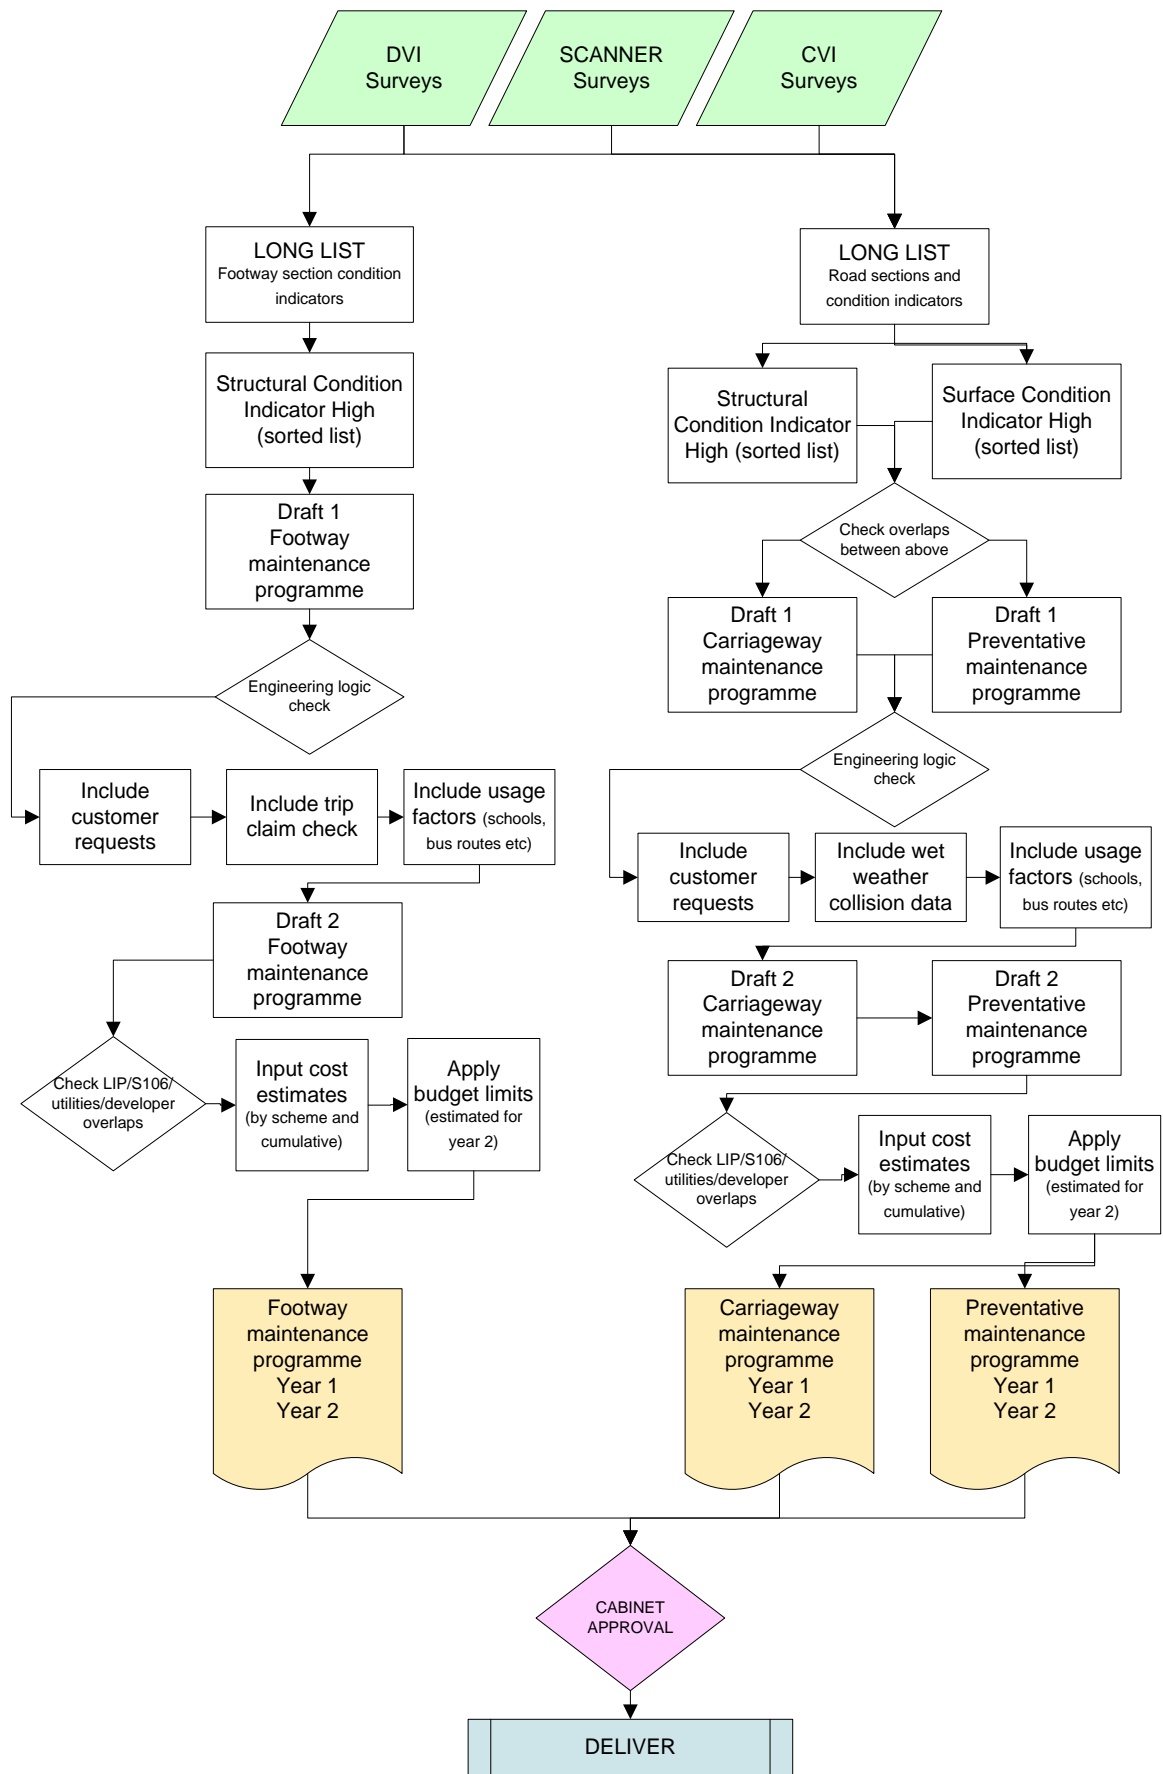 DVI
Surveys
SCANNER
Surveys
CVI
Surveys
LONG LIST
Footway section condition
indicators
LONG LIST
Road sections and
condition indicators
Structural Condition
Indicator High
(sorted list)
Structural
Condition Indicator
High (sorted list)
Surface Condition
Indicator High
(sorted list)
Draft 1
Footway
maintenance
programme
Check overlaps
between above
Draft 1
Carriageway
maintenance
programme
Draft 1
Preventative
maintenance
programme
Engineering logic
check
Engineering logic
check
Include
customer
requests
Include trip
claim check
Include usage
factors (schools,
bus routes etc)
Include
customer
requests
Include wet
weather
collision data
Include usage
factors (schools,
bus routes etc)
Draft 2
Footway
maintenance
programme
Draft 2
Carriageway
maintenance
programme
Draft 2
Preventative
maintenance
programme
Check LIP/S106/
utilities/developer
overlaps
Input cost
estimates
(by scheme and
cumulative)
Apply
budget limits
(estimated for
year 2)
Check LIP/S106/
utilities/developer
overlaps
Input cost
estimates
(by scheme and
cumulative)
Apply
budget limits
(estimated for
year 2)
Footway
maintenance
programme
Year 1
Year 2
Carriageway
maintenance
programme
Year 1
Year 2
Preventative
maintenance
programme
Year 1
Year 2
CABINET
APPROVAL
DELIVER